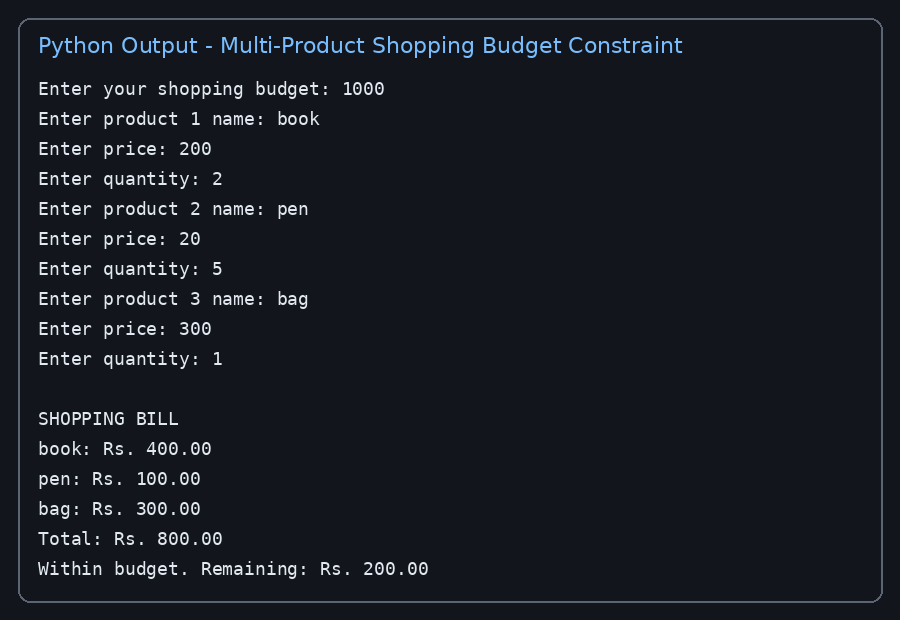 Python Output - Multi-Product Shopping Budget Constraint
Enter your shopping budget: 1000
Enter product 1 name: book
Enter price: 200
Enter quantity: 2
Enter product 2 name: pen
Enter price: 20
Enter quantity: 5
Enter product 3 name: bag
Enter price: 300
Enter quantity: 1
SHOPPING BILL
book: Rs. 400.00
pen: Rs. 100.00
bag: Rs. 300.00
Total: Rs. 800.00
Within budget. Remaining: Rs. 200.00